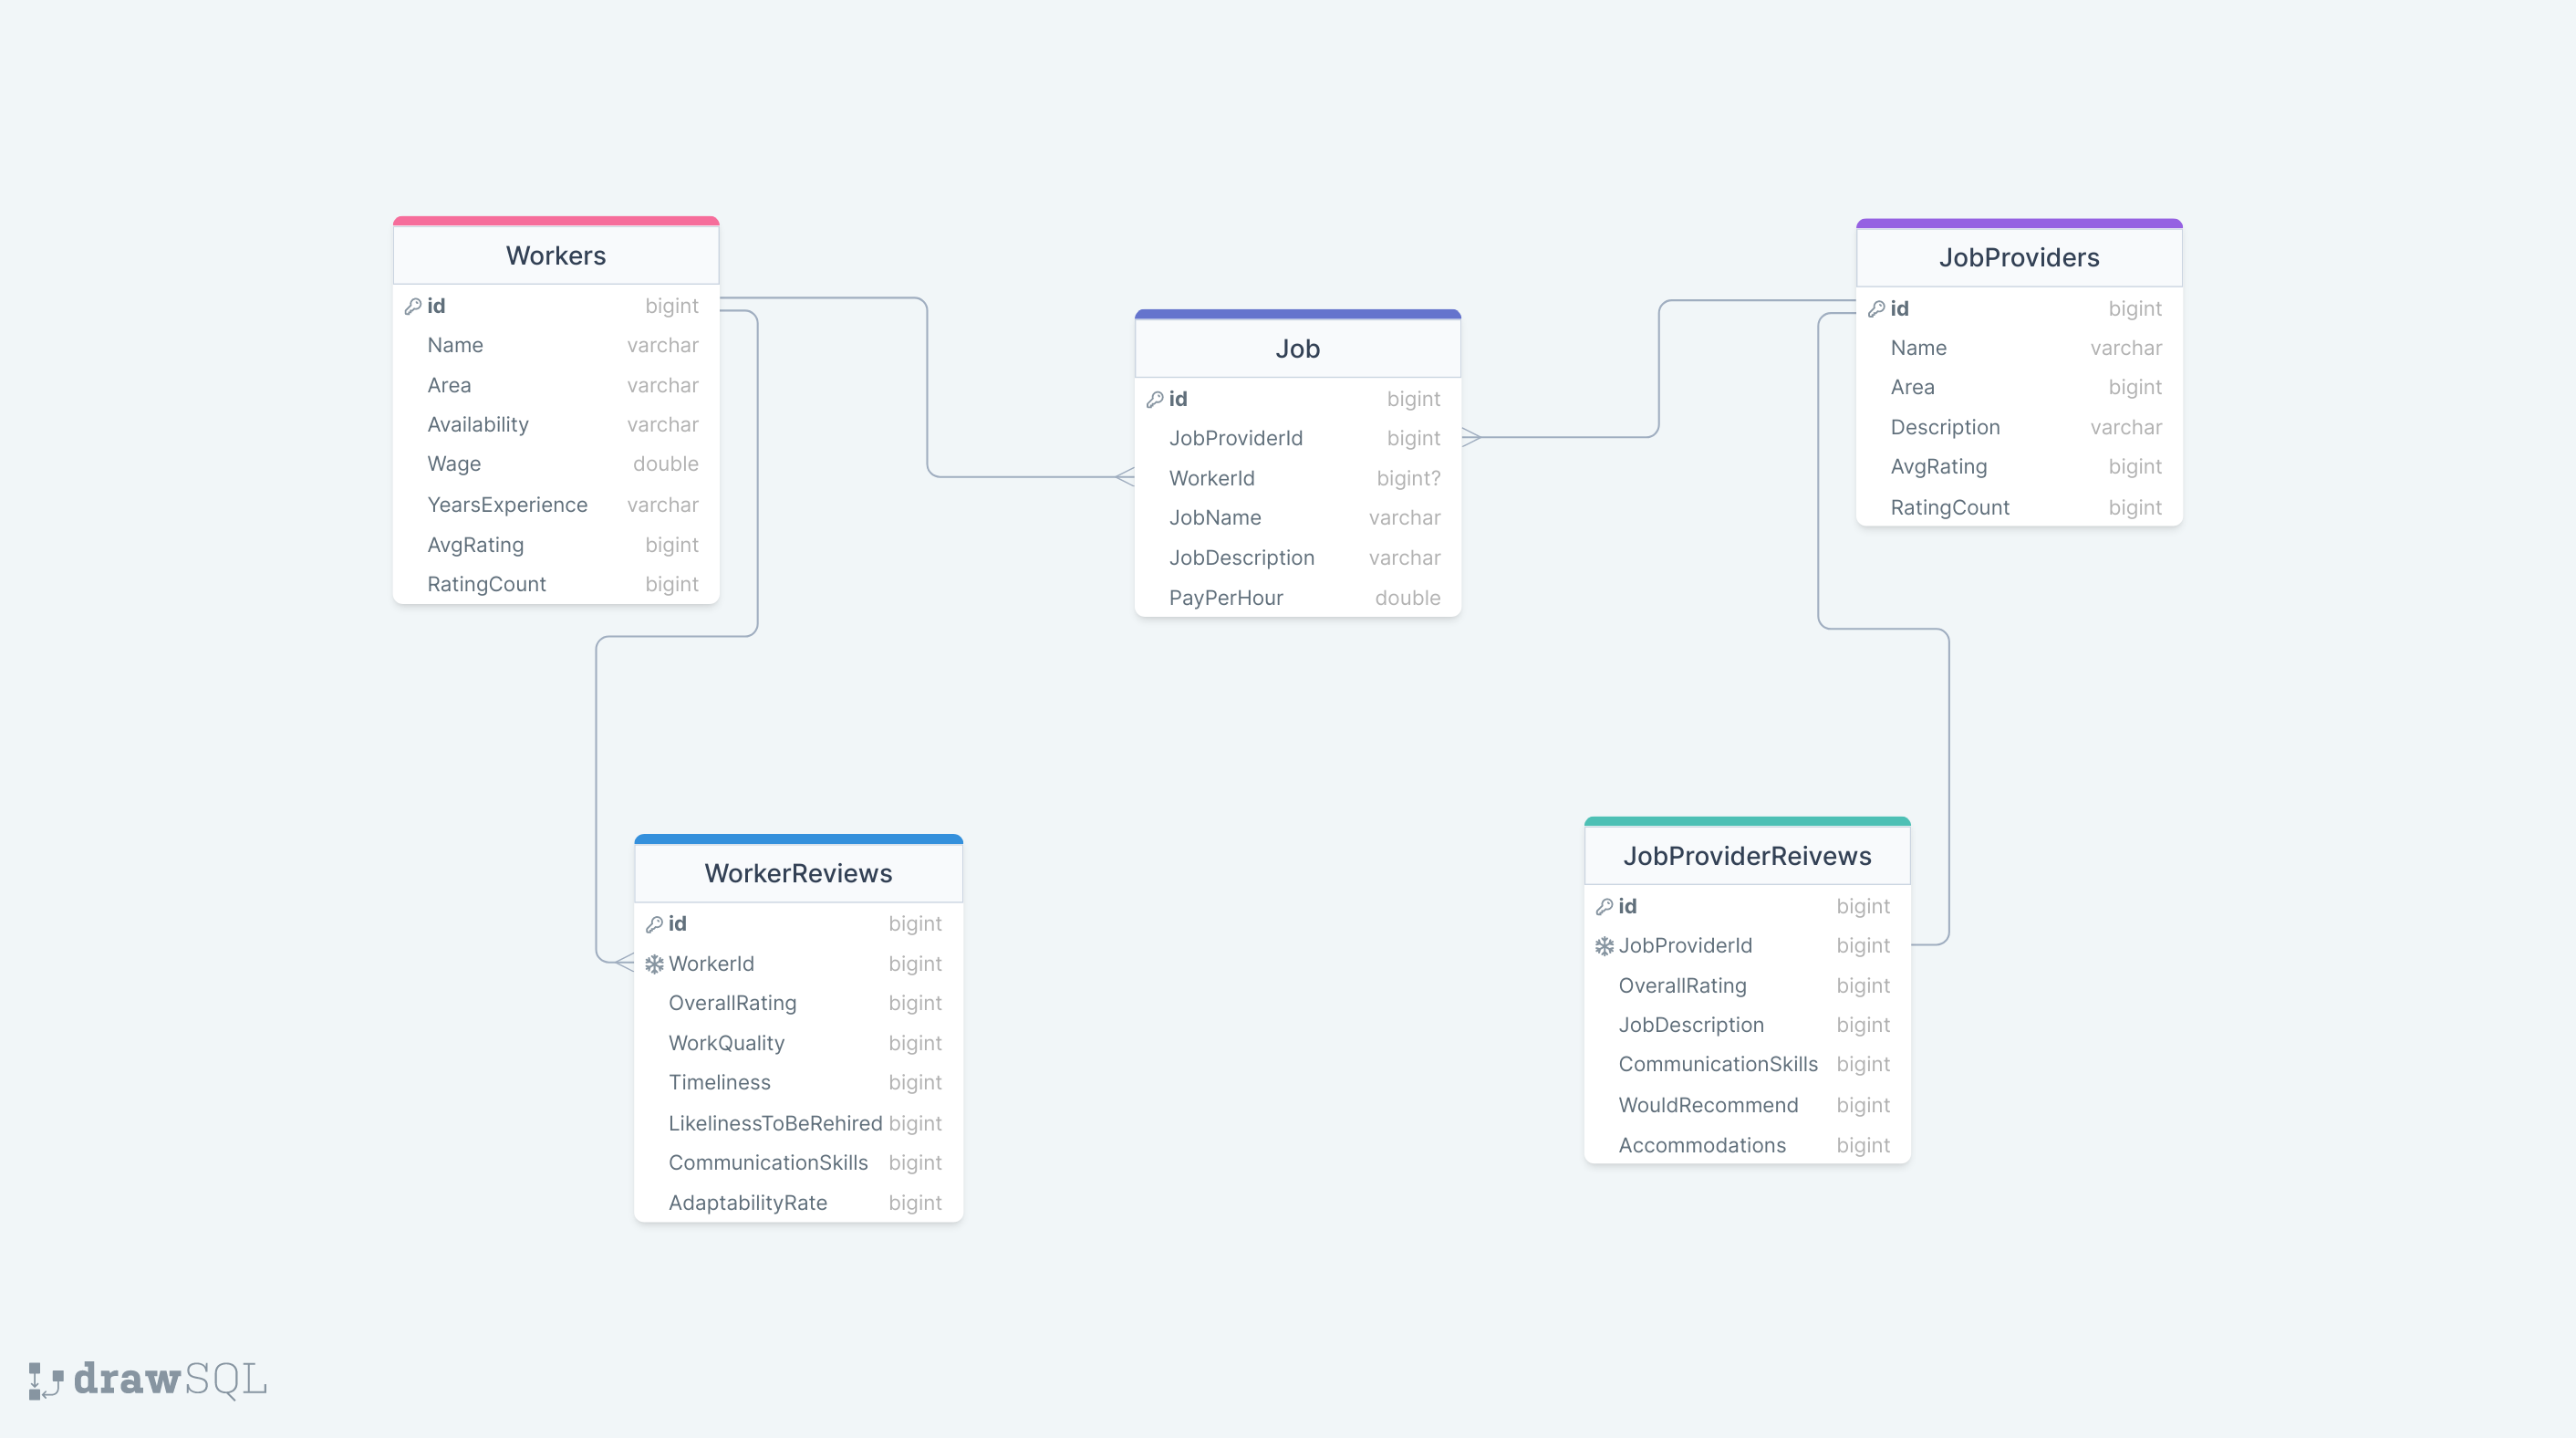 Workers
id bigint
Name varchar
Area varchar
Availability varchar
Wage double
YearsExperience varchar
AvgRating bigint
RatingCount bigint
Job
id bigint
JobProviderId bigint
WorkerId bigint?
JobName varchar
JobDescription varchar
PayPerHour double
JobProviders
id bigint
Name varchar
Area bigint
Description varchar
AvgRating bigint
RatingCount bigint
WorkerReviews
id bigint
WorkerId bigint
OverallRating bigint
WorkQuality bigint
Timeliness bigint
LikelinessToBeRehired bigint
CommunicationSkills bigint
AdaptabilityRate bigint
JobProviderReivews
id bigint
JobProviderId bigint
OverallRating bigint
JobDescription bigint
CommunicationSkills bigint
WouldRecommend bigint
Accommodations bigint
drawSQL